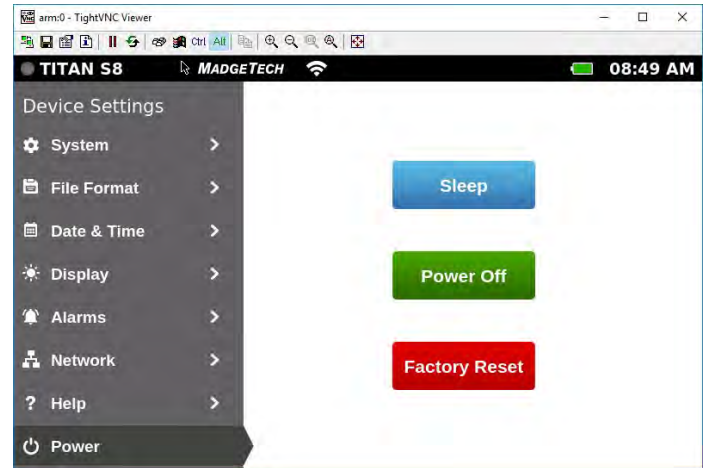 arm:0 - TightVNC Viewer
Ctrl Alt
TITAN S8 MADGETECH 08:49 AM
Device Settings
System
File Format
Date & Time
Display
Alarms
Network
? Help
Power
Sleep
Power Off
Factory Reset